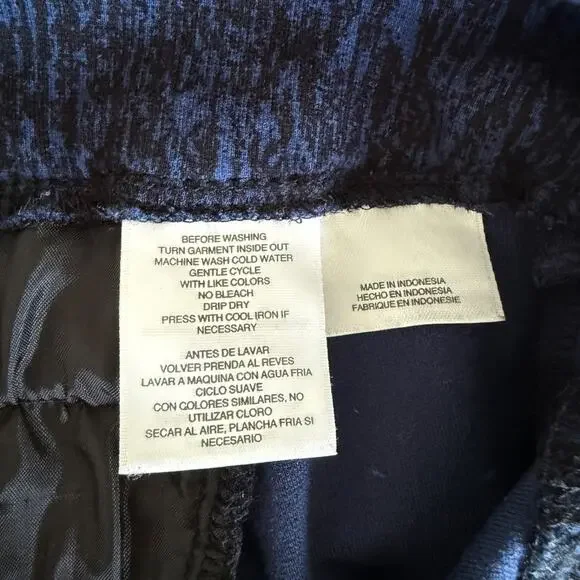 BEFORE WASHING
TURN GARMENT INSIDE OUT
MACHINE WASH COLD WATER
GENTLE CYCLE
WITH LIKE COLORS
NO BLEACH
DRIP DRY
PRESS WITH COOL IRON IF
NECESSARY
ANTES DE LAVAR
VOLVER PRENDA AL REVES
LAVAR A MAQUINA CON AGUA FRIA
CICLO SUAVE
CON COLORES SIMILARES, NO
UTILIZAR CLORO
SECAR AL AIRE, PLANCHA FRIA SI
NECESARIO
MADE IN INDONESIA
HECHO EN INDONESIA
FABRIQUE EN INDONESIE